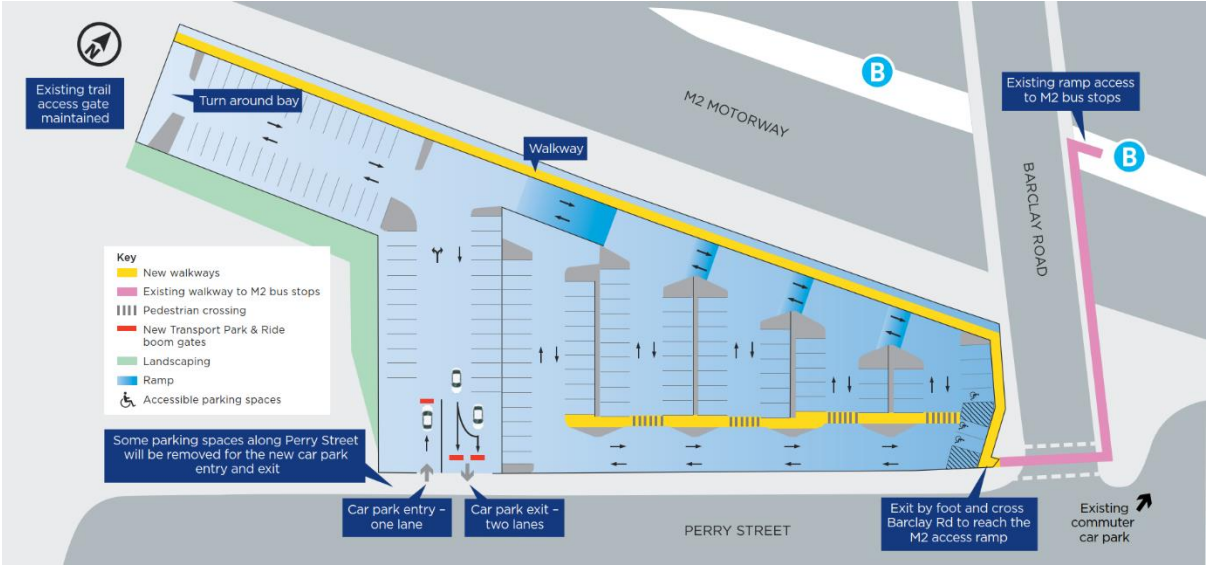 N
Existing trail
access gate
maintained
Turn around bay
Walkway
M2 MOTORWAY
B
Existing ramp access
to M2 bus stops
B
BARCLAY ROAD
Key
New walkways
Existing walkway to M2 bus stops
Pedestrian crossing
New Transport Park & Ride
boom gates
Landscaping
Ramp
Accessible parking spaces
Some parking spaces along Perry Street
will be removed for the new car park
entry and exit
Car park entry –
one lane
Car park exit –
two lanes
PERRY STREET
Exit by foot and cross
Barclay Rd to reach the
M2 access ramp
Existing
commuter
car park